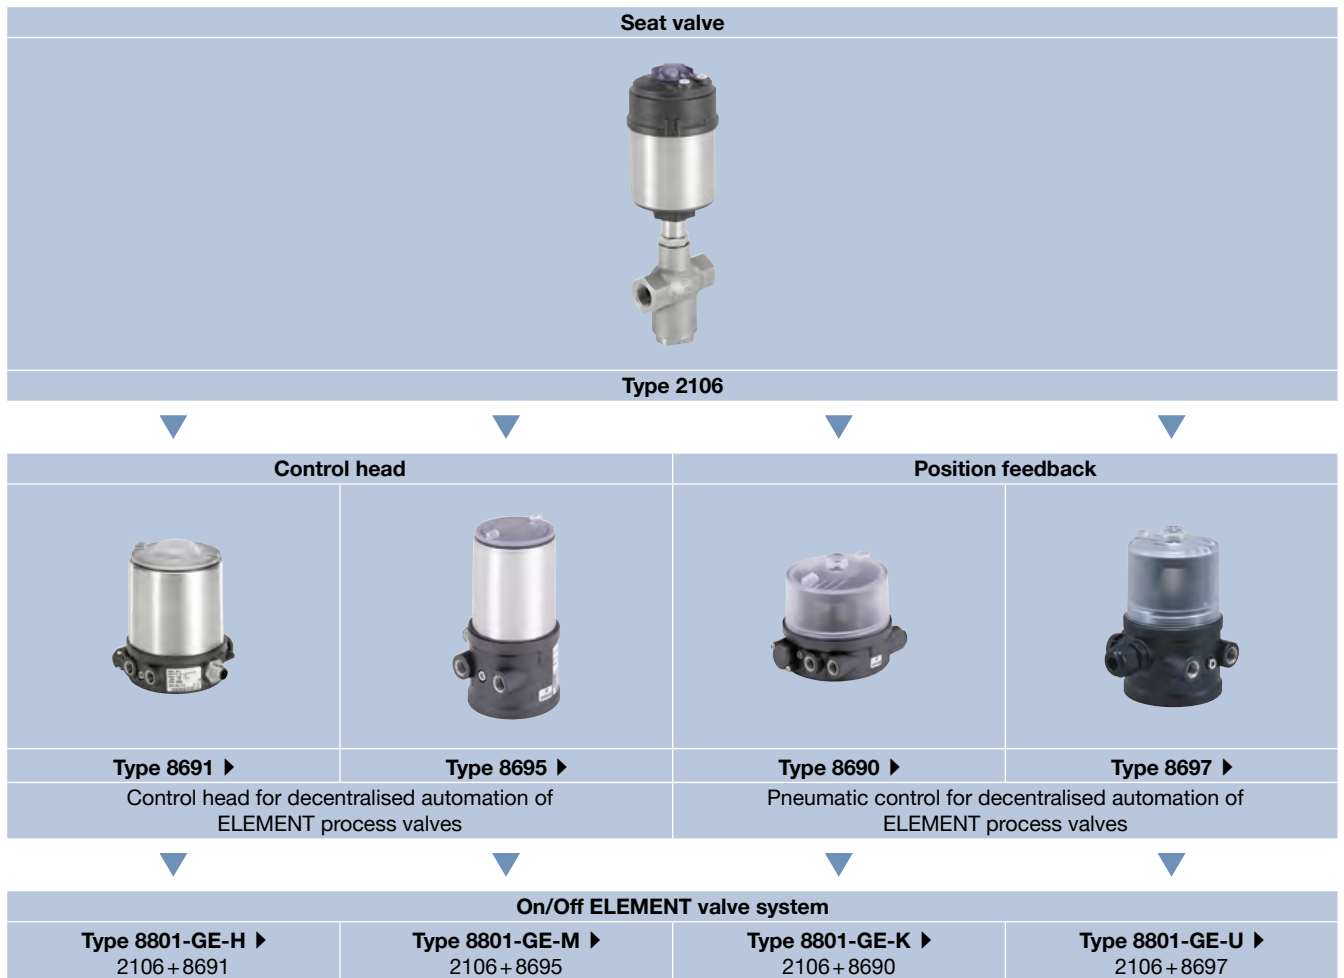 Seat valve
Type 2106
Control head
Position feedback
Type 8691
Type 8695
Type 8690
Type 8697
Control head for decentralised automation of
ELEMENT process valves
Pneumatic control for decentralised automation of
ELEMENT process valves
On/Off ELEMENT valve system
Type 8801-GE-H
Type 8801-GE-M
Type 8801-GE-K
Type 8801-GE-U
2106+8691
2106+8695
2106+8690
2106+8697